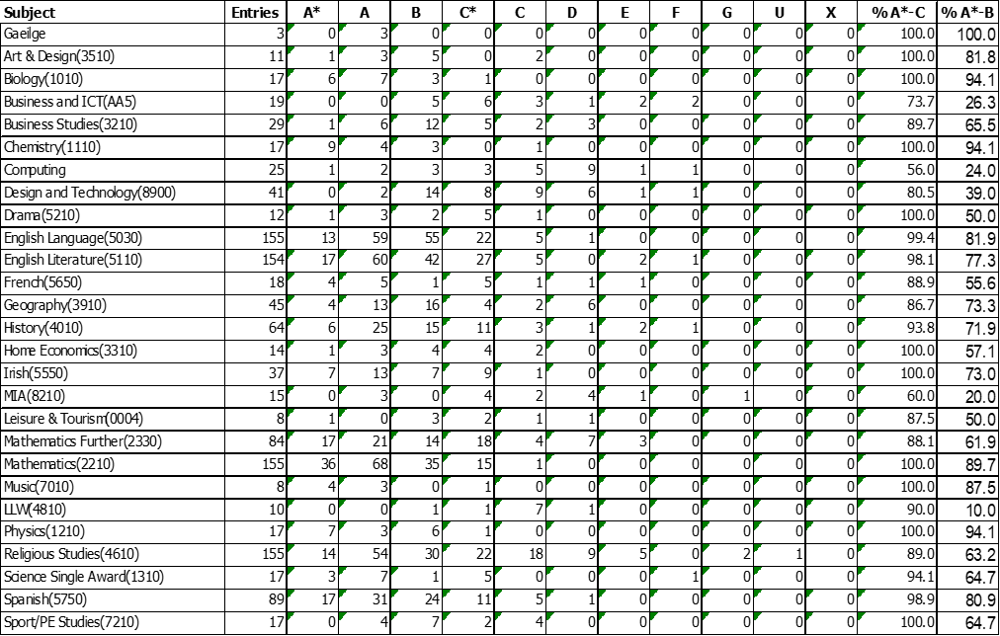 Subject Entries A* A B C* C D E F G U X % A*-C % A*-B
Gaeilge 3 0 3 0 0 0 0 0 0 0 0 0 100.0 100.0
Art & Design(3510) 11 1 3 5 0 2 0 0 0 0 0 0 100.0 81.8
Biology(1010) 17 6 7 3 1 0 0 0 0 0 0 0 100.0 94.1
Business and ICT(AA5) 19 0 0 5 6 3 1 2 2 0 0 0 73.7 26.3
Business Studies(3210) 29 1 6 12 5 2 3 0 0 0 0 0 89.7 65.5
Chemistry(1110) 17 9 4 3 0 1 0 0 0 0 0 0 100.0 94.1
Computing 25 1 2 3 3 5 9 1 1 0 0 0 56.0 24.0
Design and Technology(8900) 41 0 2 14 8 9 6 1 1 0 0 0 80.5 39.0
Drama(5210) 12 1 3 2 5 1 0 0 0 0 0 0 100.0 50.0
English Language(5030) 155 13 59 55 22 5 1 0 0 0 0 0 99.4 81.9
English Literature(5110) 154 17 60 42 27 5 0 2 1 0 0 0 98.1 77.3
French(5650) 18 4 5 1 5 1 1 1 0 0 0 0 88.9 55.6
Geography(3910) 45 4 13 16 4 2 6 0 0 0 0 0 86.7 73.3
History(4010) 64 6 25 15 11 3 1 2 1 0 0 0 93.8 71.9
Home Economics(3310) 14 1 3 4 4 2 0 0 0 0 0 0 100.0 57.1
Irish(5550) 37 7 13 7 9 1 0 0 0 0 0 0 100.0 73.0
MIA(8210) 15 0 3 0 4 2 4 1 0 1 0 0 60.0 20.0
Leisure & Tourism(0004) 8 1 0 3 2 1 1 0 0 0 0 0 87.5 50.0
Mathematics Further(2330) 84 17 21 14 18 4 7 3 0 0 0 0 88.1 61.9
Mathematics(2210) 155 36 68 35 15 1 0 0 0 0 0 0 100.0 89.7
Music(7010) 8 4 3 0 1 0 0 0 0 0 0 0 100.0 87.5
LLW(4810) 10 0 0 1 1 7 1 0 0 0 0 0 90.0 10.0
Physics(1210) 17 7 3 6 1 0 0 0 0 0 0 0 100.0 94.1
Religious Studies(4610) 155 14 54 30 22 18 9 5 0 2 1 0 89.0 63.2
Science Single Award(1310) 17 3 7 1 5 0 0 0 1 0 0 0 94.1 64.7
Spanish(5750) 89 17 31 24 11 5 1 0 0 0 0 0 98.9 80.9
Sport/PE Studies(7210) 17 0 4 7 2 4 0 0 0 0 0 0 100.0 64.7